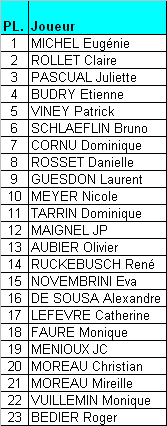 PL. Joueur
1 MICHEL Eugénie
2 ROLLET Claire
3 PASCUAL Juliette
4 BUDRY Etienne
5 VINEY Patrick
6 SCHLAEFLIN Bruno
7 CORNU Dominique
8 ROSSET Danielle
9 GUESDON Laurent
10 MEYER Nicole
11 TARRIN Dominique
12 MAIGNEL JP
13 AUBIER Olivier
14 RUCKEBUSCH René
15 NOVEMBRINI Eva
16 DE SOUSA Alexandre
17 LEFEVRE Catherine
18 FAURE Monique
19 MENIOUX JC
20 MOREAU Christian
21 MOREAU Mireille
22 VUILLEMIN Monique
23 BEDIER Roger